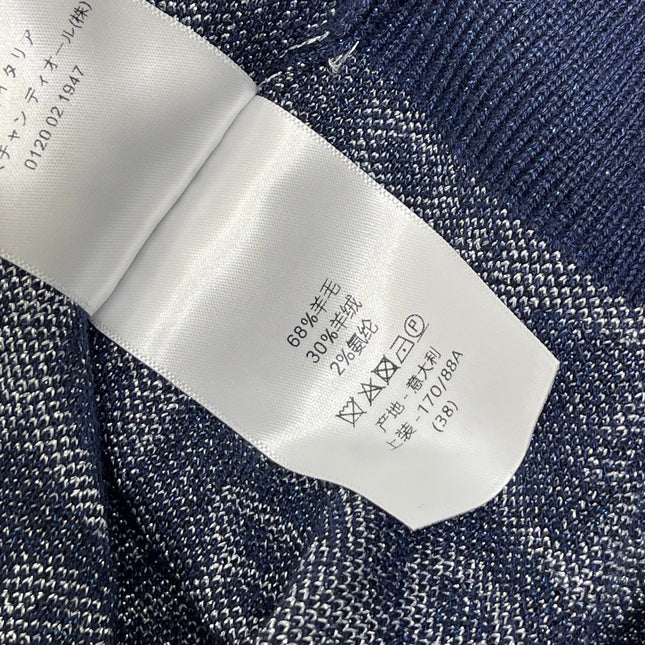 イタリア
チャン ディオール(株)
0120 02 1947
68%羊毛
30%羊绒
2%氨纶
P
产地 - 意大利
上装 -170/88A
(38)